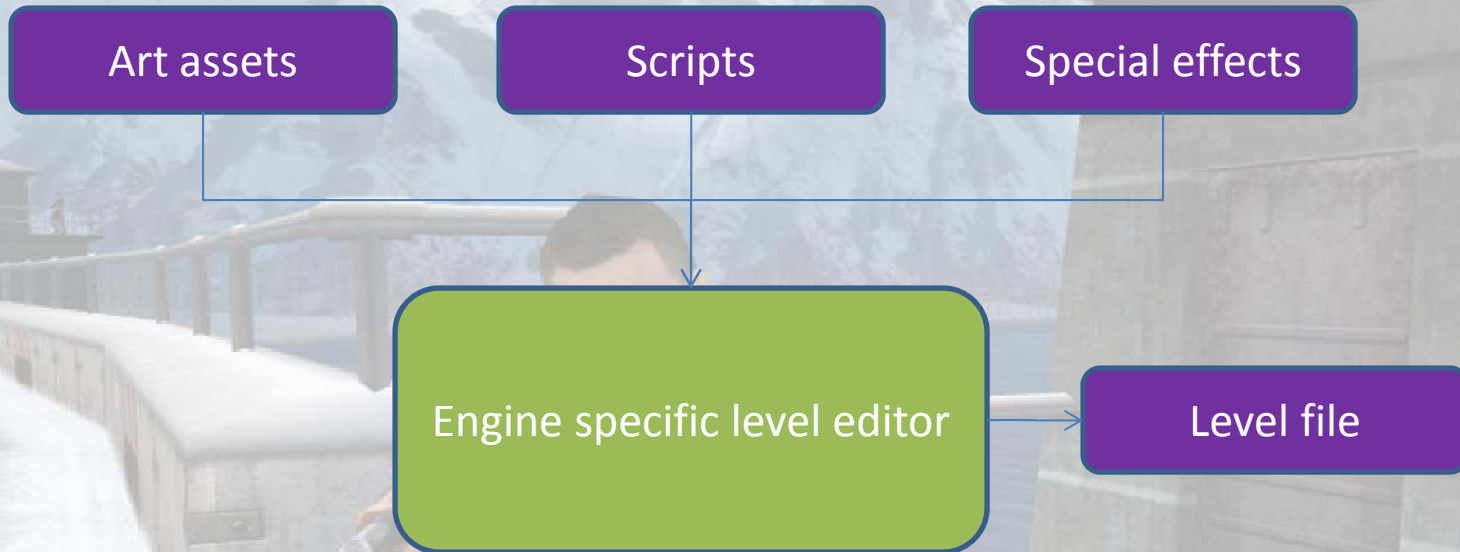 Art assets
Scripts
Special effects
Engine specific level editor
Level file